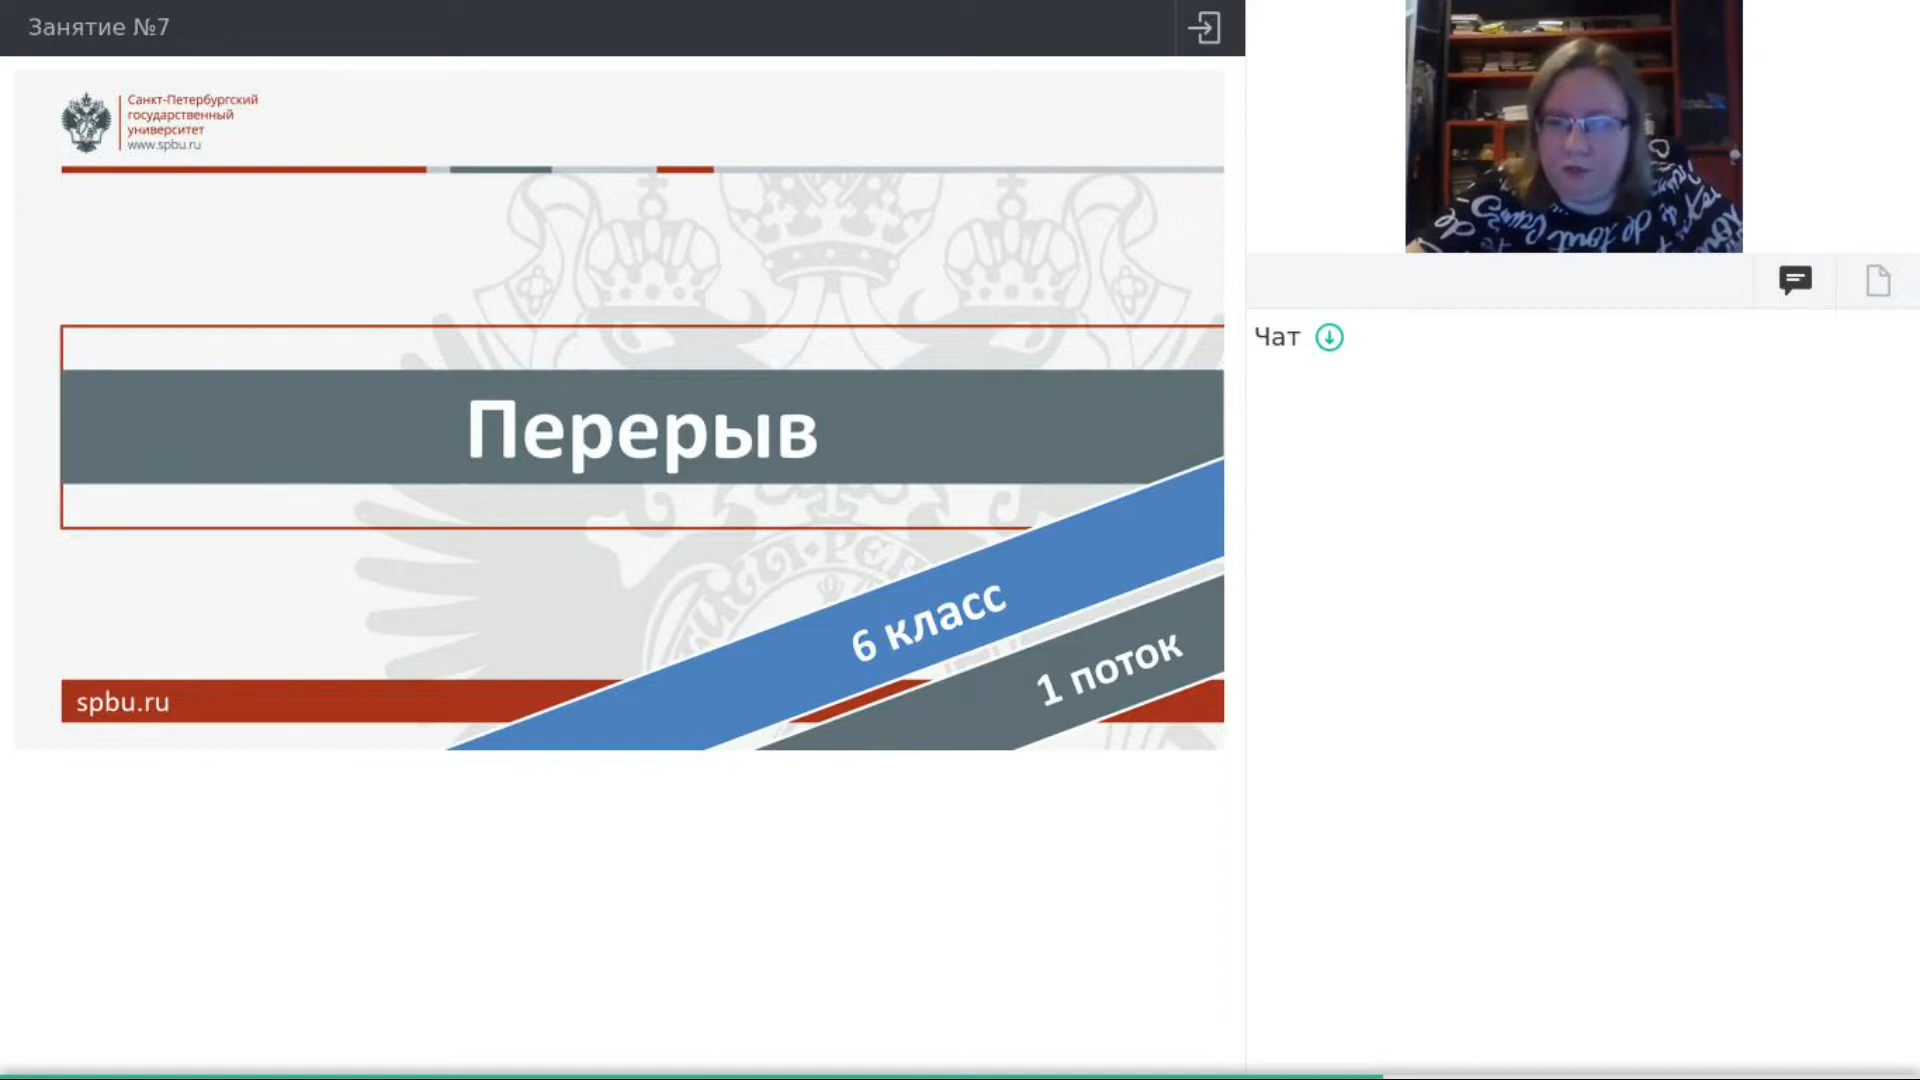 Занятие №7
Санкт-Петербургский
государственный
университет
www.spbu.ru
Перерыв
6 класс
1 поток
spbu.ru
Чат